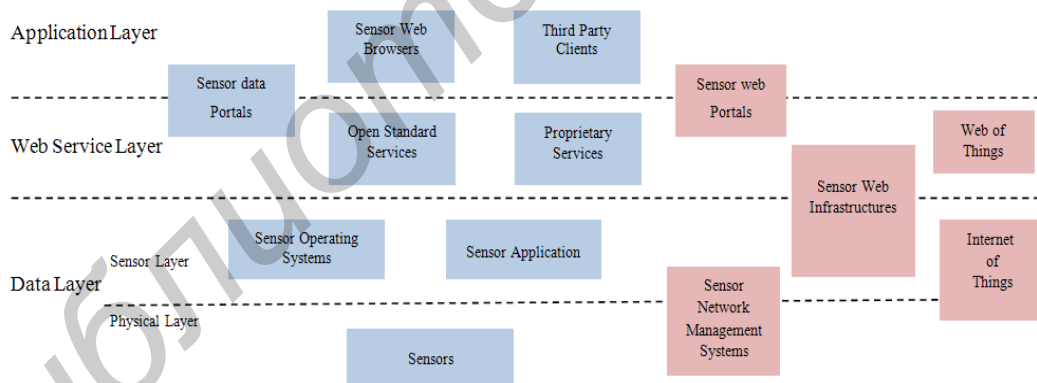 Application Layer
Sensor Web
Browsers
Third Party
Clients
Sensor data
Portals
Sensor web
Portals
Web Service Layer
Open Standard
Services
Proprietary
Services
Web of
Things
Sensor Web
Infrastructures
Sensor Operating
Systems
Sensor Application
Internet
of
Things
Sensor Layer
Data Layer
Physical Layer
Sensor
Network
Management
Systems
Sensors